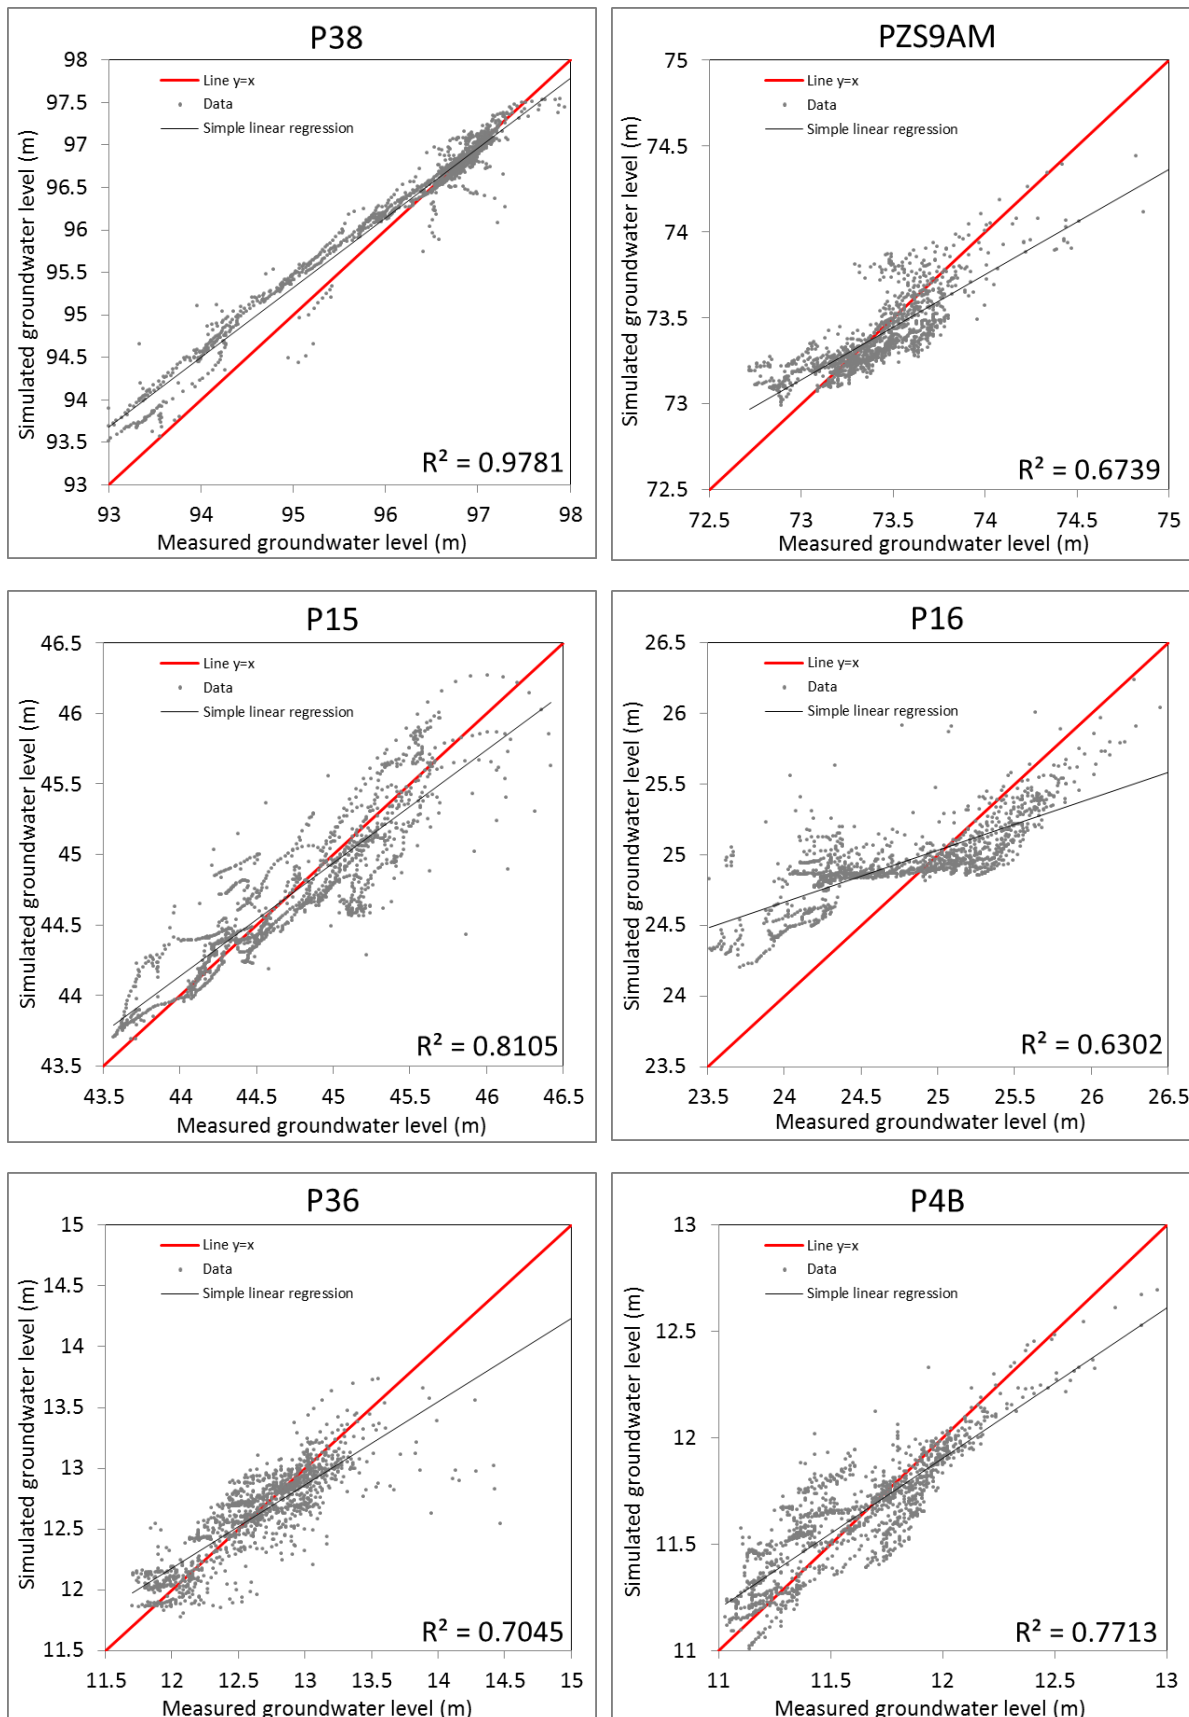 P38
Line y=x
Data
Simple linear regression
Simulated groundwater level (m)
98
97.5
97
96.5
96
95.5
95
94.5
94
93.5
93
R² = 0.9781
93 94 95 96 97 98
Measured groundwater level (m)
PZS9AM
Line y=x
Data
Simple linear regression
Simulated groundwater level (m)
75
74.5
74
73.5
73
72.5
R² = 0.6739
72.5 73 73.5 74 74.5 75
Measured groundwater level (m)
P15
Line y=x
Data
Simple linear regression
Simulated groundwater level (m)
46.5
46
45.5
45
44.5
44
43.5
R² = 0.8105
43.5 44 44.5 45 45.5 46 46.5
Measured groundwater level (m)
P16
Line y=x
Data
Simple linear regression
Simulated groundwater level (m)
26.5
26
25.5
25
24.5
24
23.5
R² = 0.6302
23.5 24 24.5 25 25.5 26 26.5
Measured groundwater level (m)
P36
Line y=x
Data
Simple linear regression
Simulated groundwater level (m)
15
14.5
14
13.5
13
12.5
12
11.5
R² = 0.7045
11.5 12 12.5 13 13.5 14 14.5 15
Measured groundwater level (m)
P4B
Line y=x
Data
Simple linear regression
Simulated groundwater level (m)
13
12.5
12
11.5
11
R² = 0.7713
11 11.5 12 12.5 13
Measured groundwater level (m)